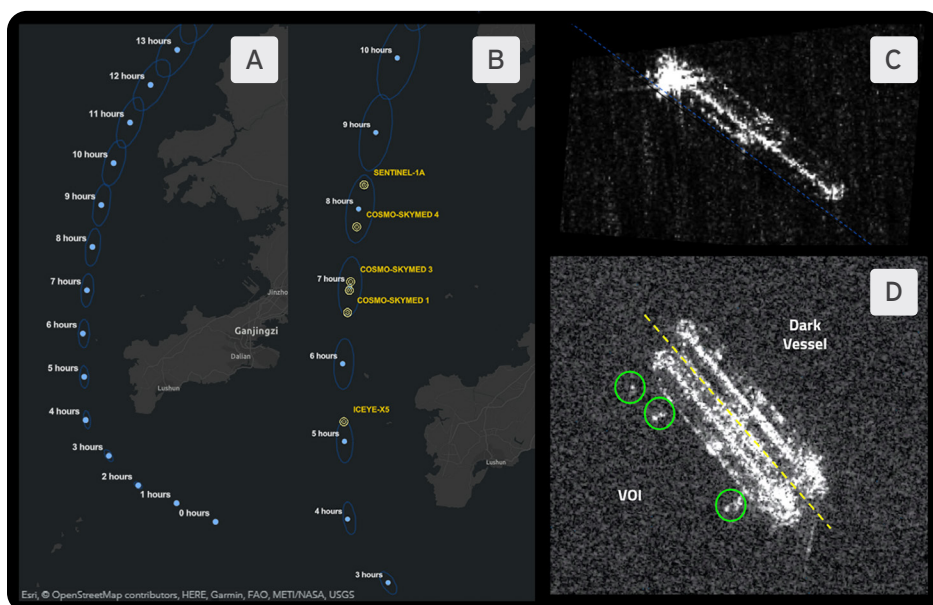 A
13 hours
12 hours
11 hours
10 hours
9 hours
8 hours
7 hours
6 hours
5 hours
4 hours
3 hours
2 hours
1 hours
0 hours
Jinzho
Ganjingzi
Dalian
Lushun
B
10 hours
9 hours
SENTINEL-1A
8 hours
COSMO-SKYMED 4
COSMO-SKYMED 3
7 hours
COSMO-SKYMED 1
6 hours
ICEYE-X5
5 hours
Lushun
4 hours
3 hours
Esri, © OpenStreetMap contributors, HERE, Garmin, FAO, METI/NASA, USGS
C
D
Dark
Vessel
VOI